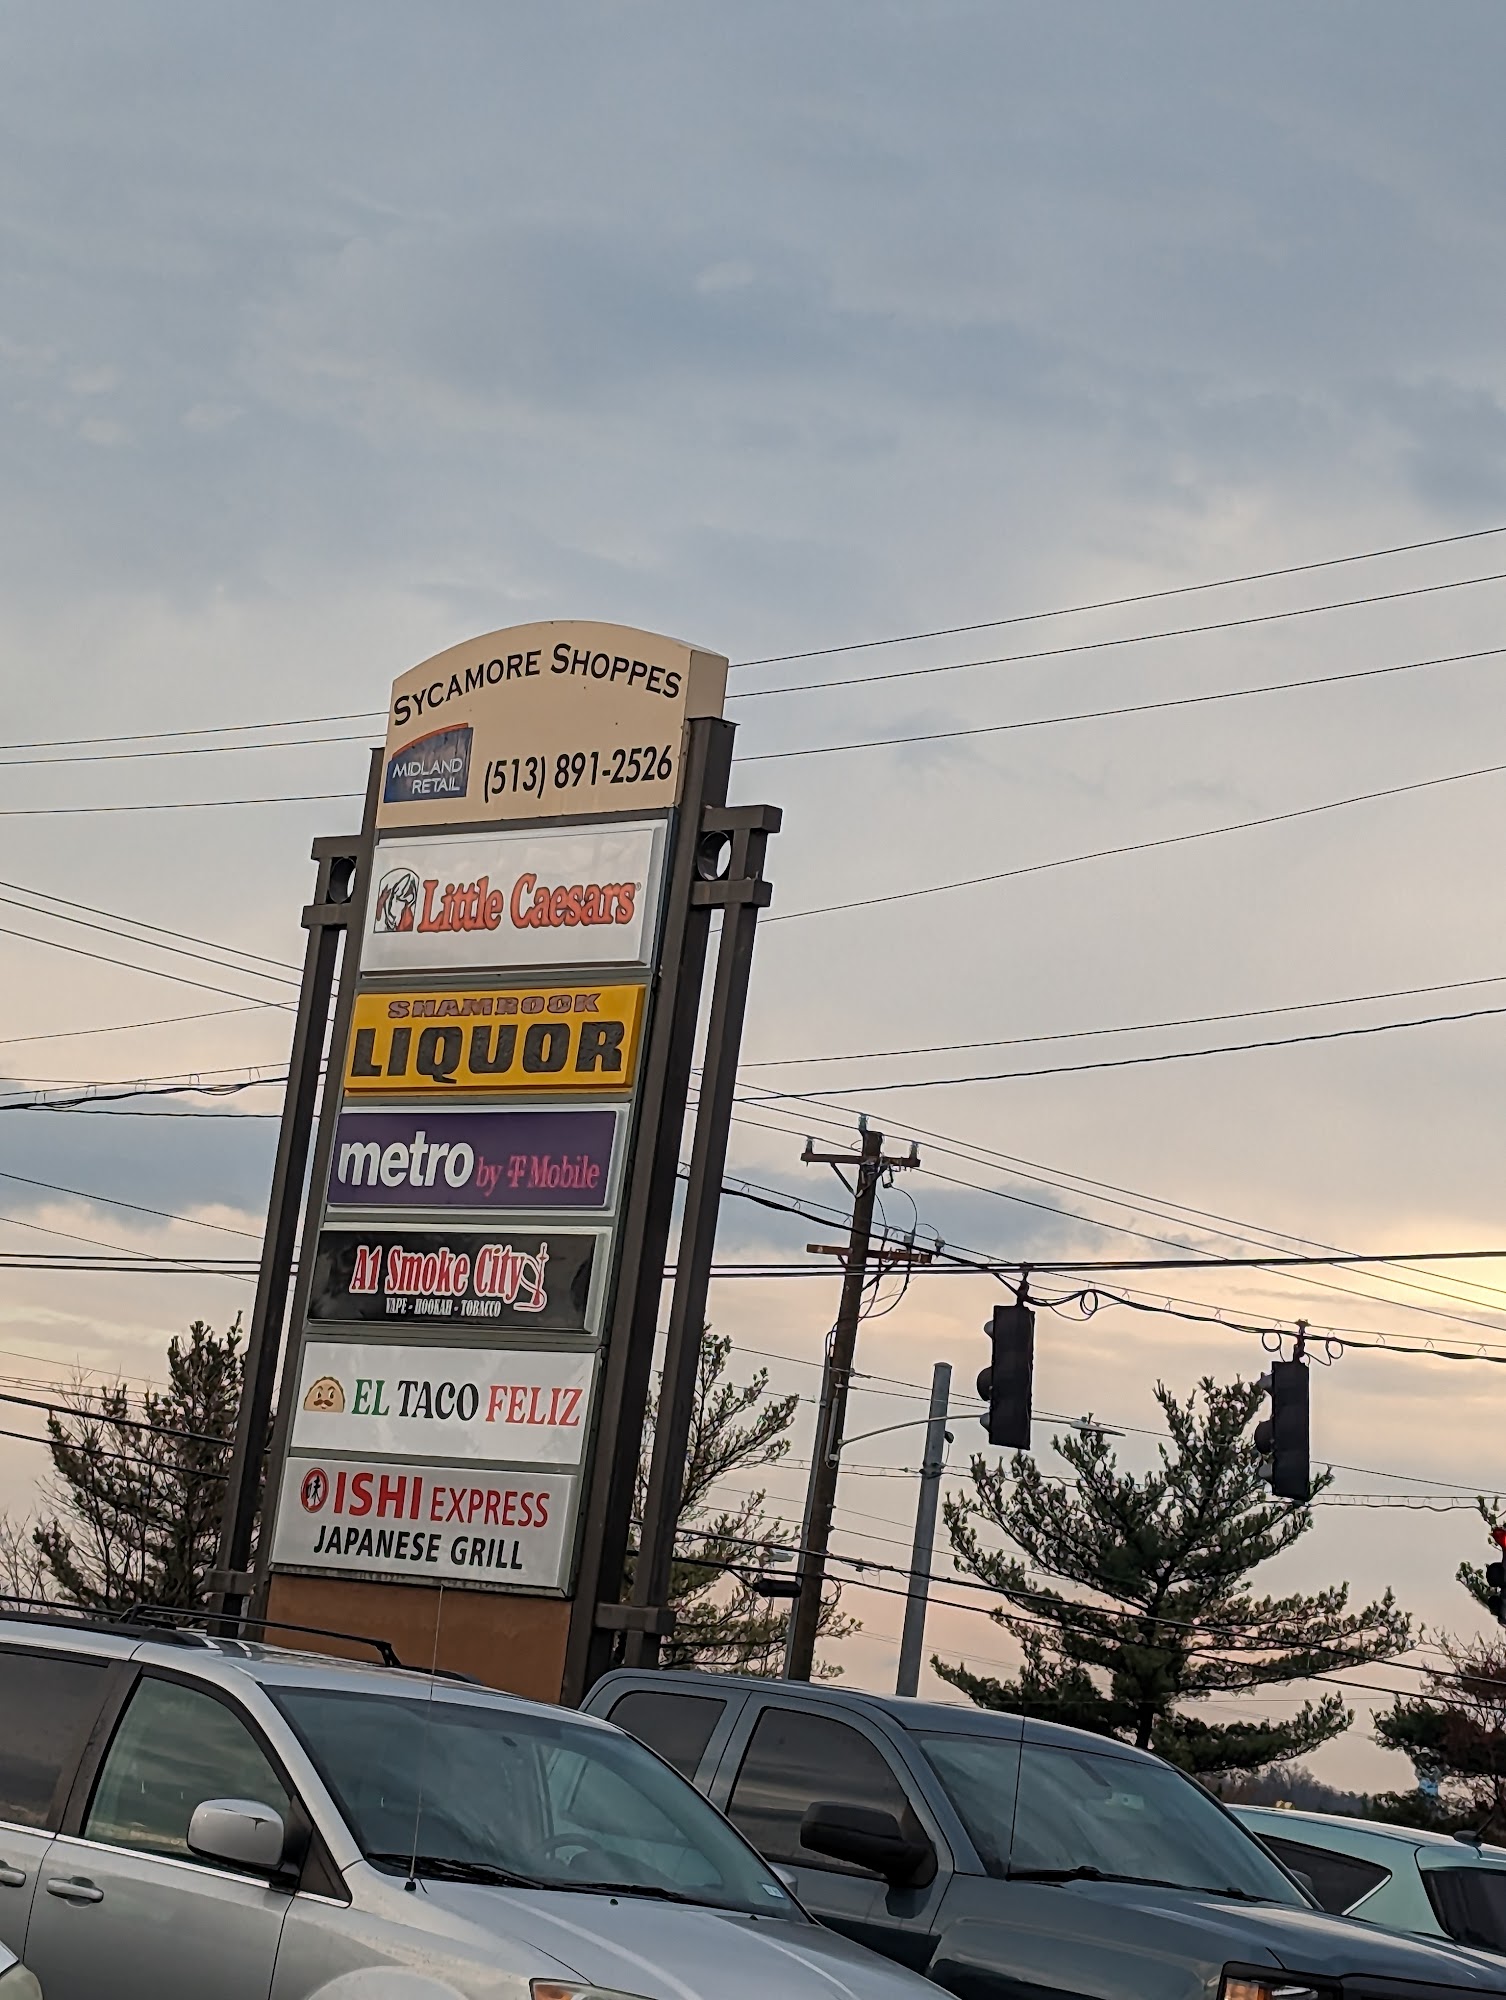 SYCAMORE SHOPPES
MIDLAND
RETAIL
(513) 891-2526
Little Caesars®
SHAMROCK
LIQUOR
metro by T Mobile
A1 Smoke City
VAPE - HOOKAH - TOBACCO
EL TACO FELIZ
ISHI EXPRESS
JAPANESE GRILL